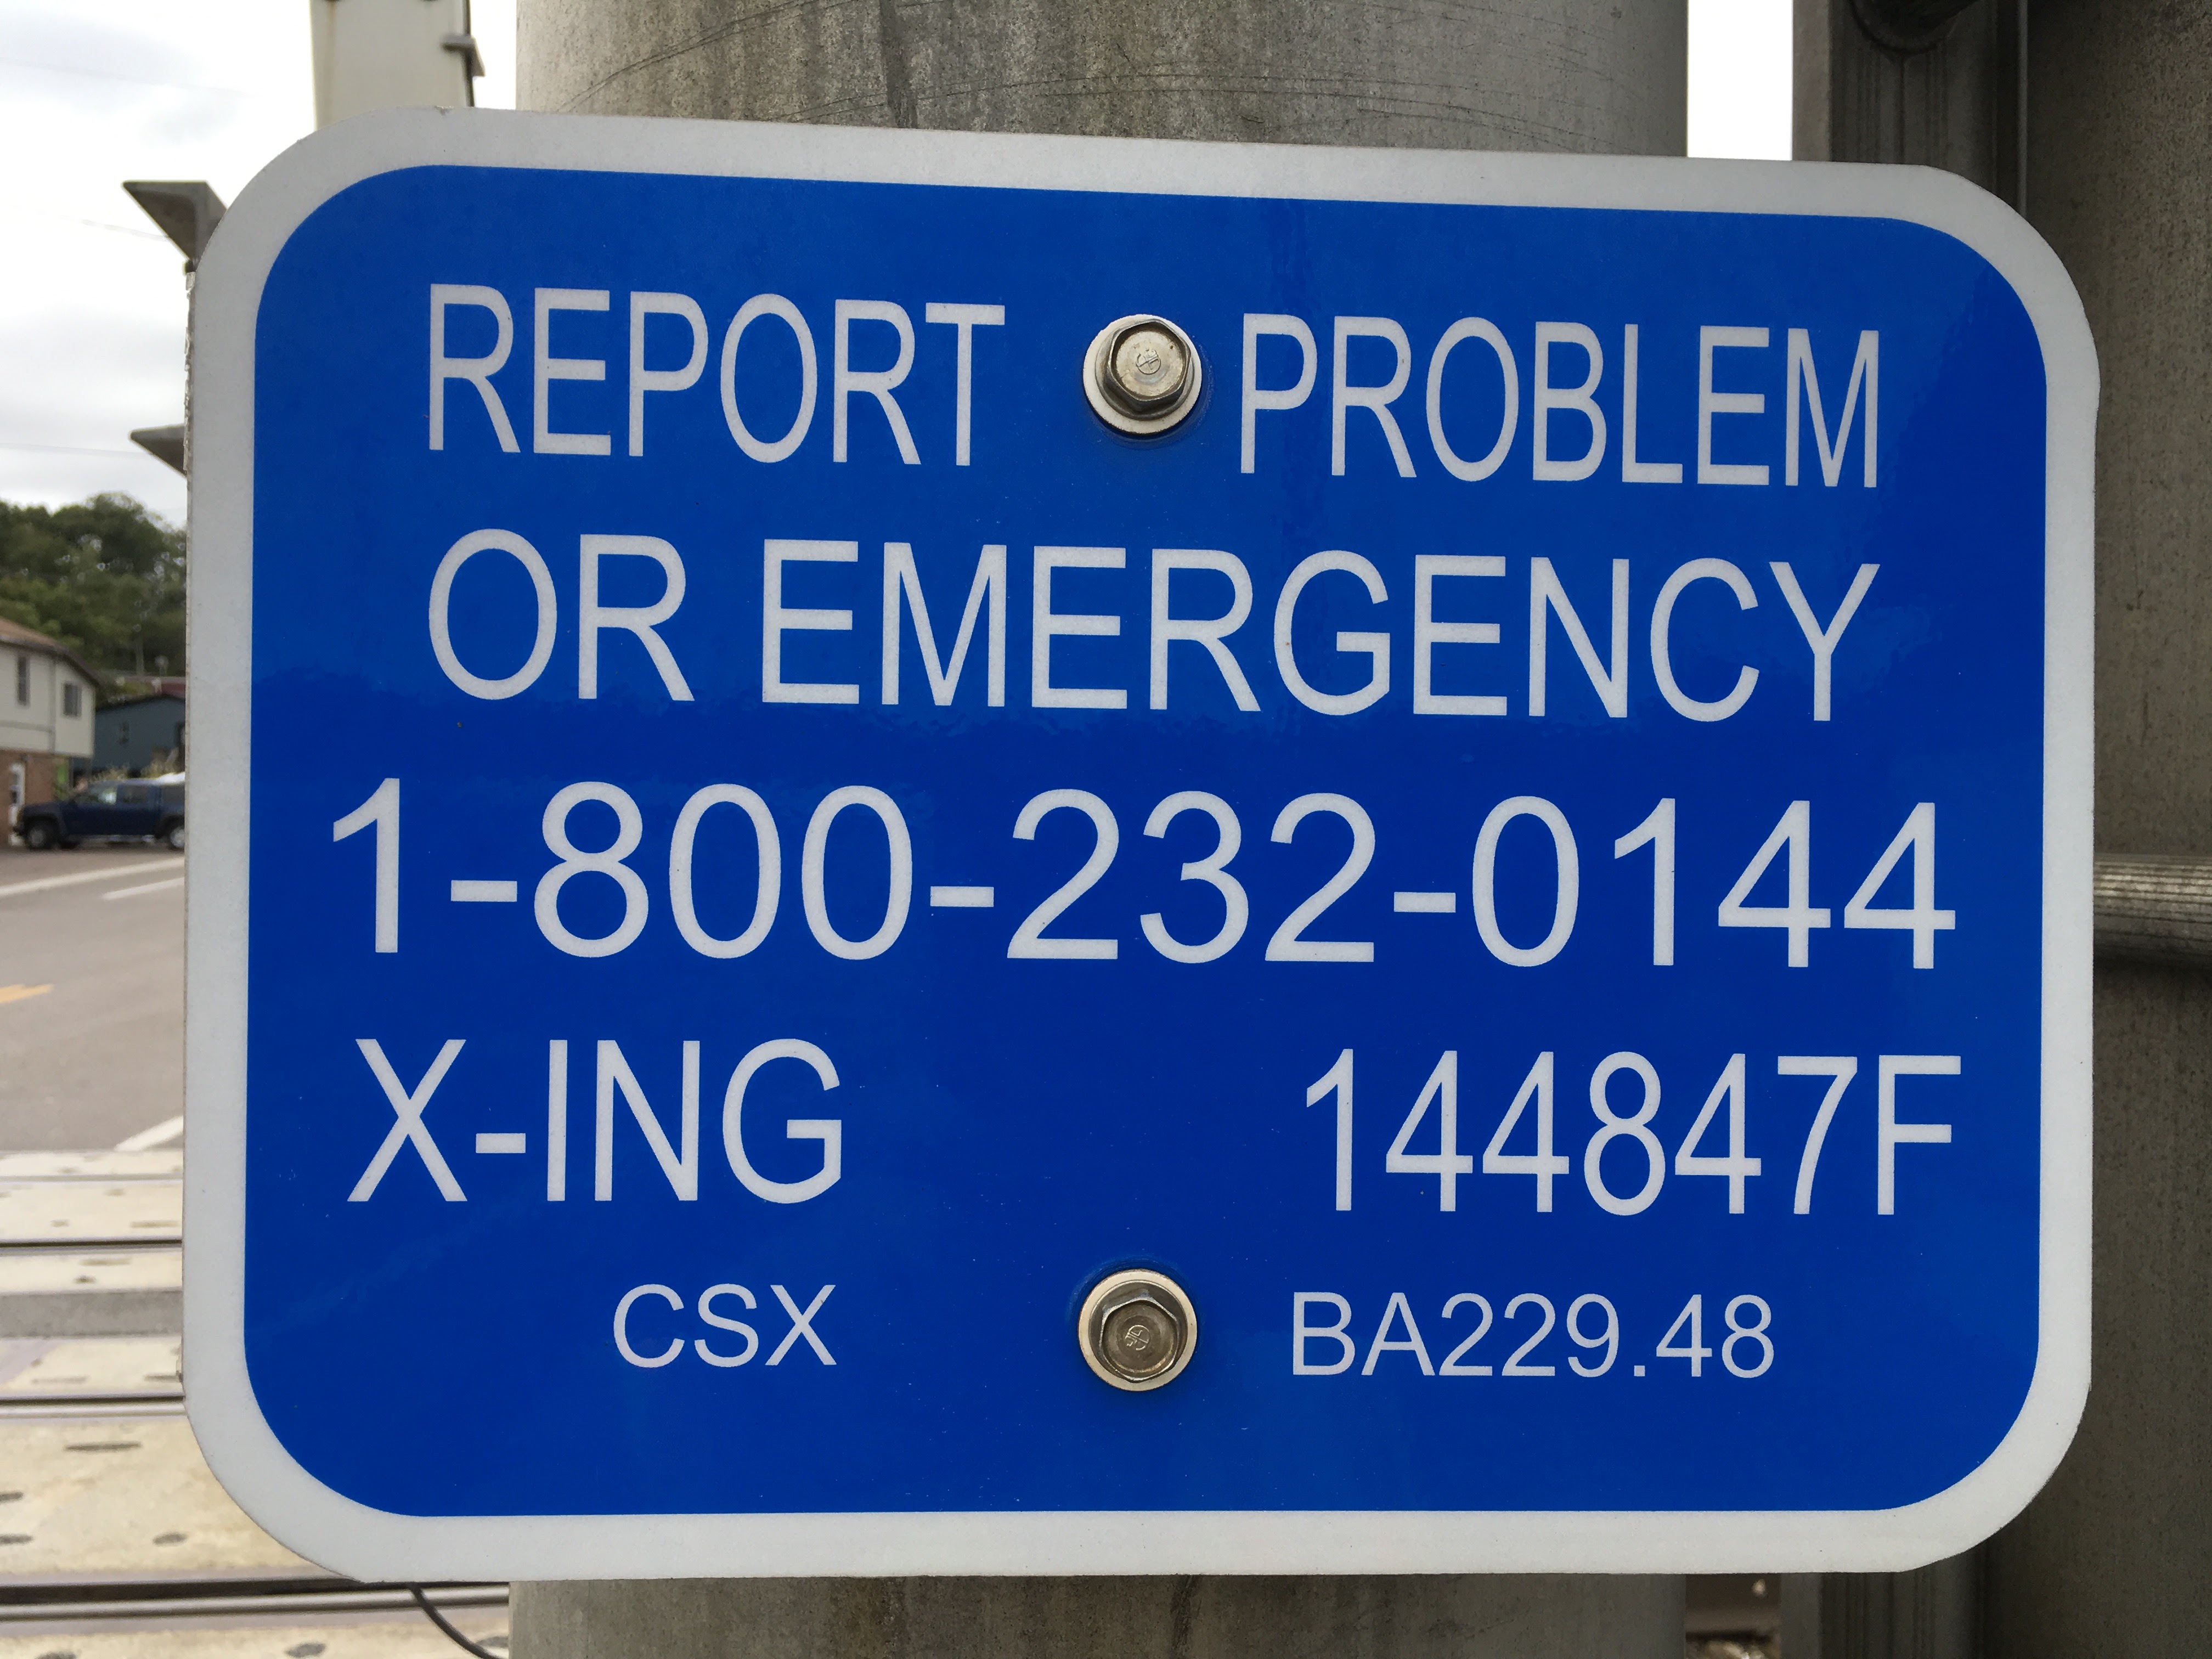 REPORT PROBLEM
OR EMERGENCY
1-800-232-0144
X-ING 144847F
CSX BA229.48